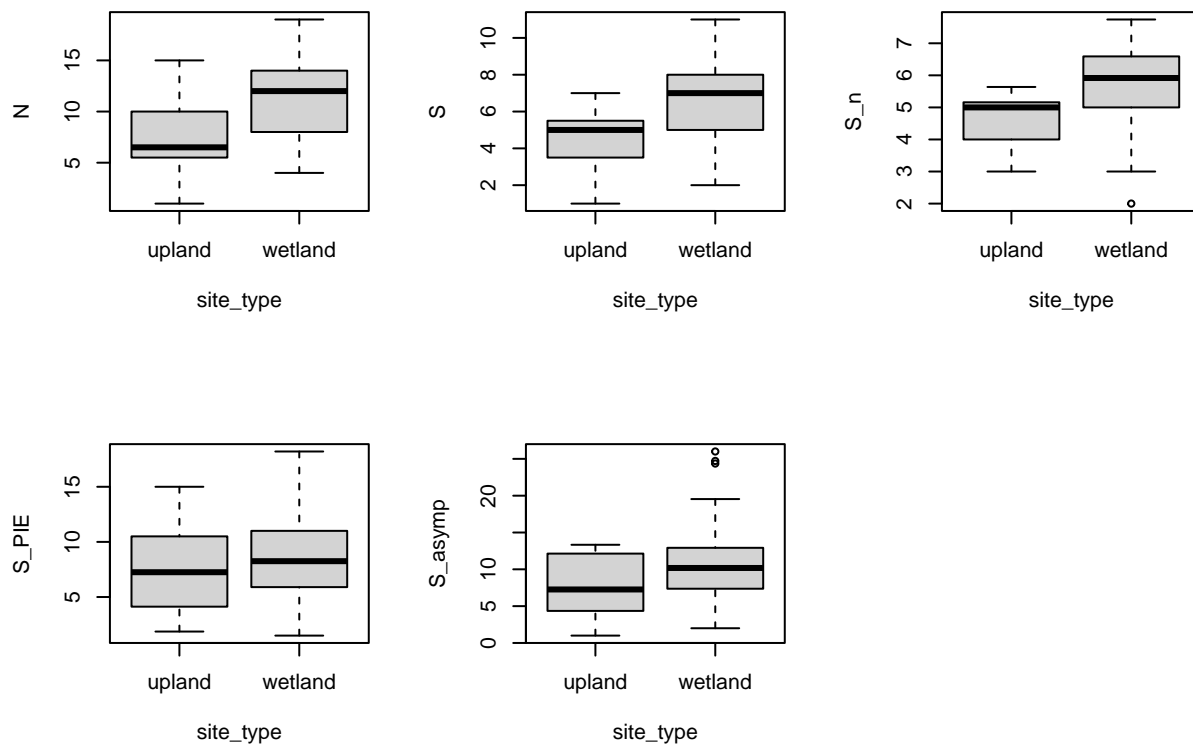 N
15
10
5
upland wetland
site_type
S
10
8
6
4
2
upland wetland
site_type
S_n
7
6
5
4
3
2
upland wetland
site_type
S_PIE
15
10
5
upland wetland
site_type
S_asymp
20
10
5
0
upland wetland
site_type